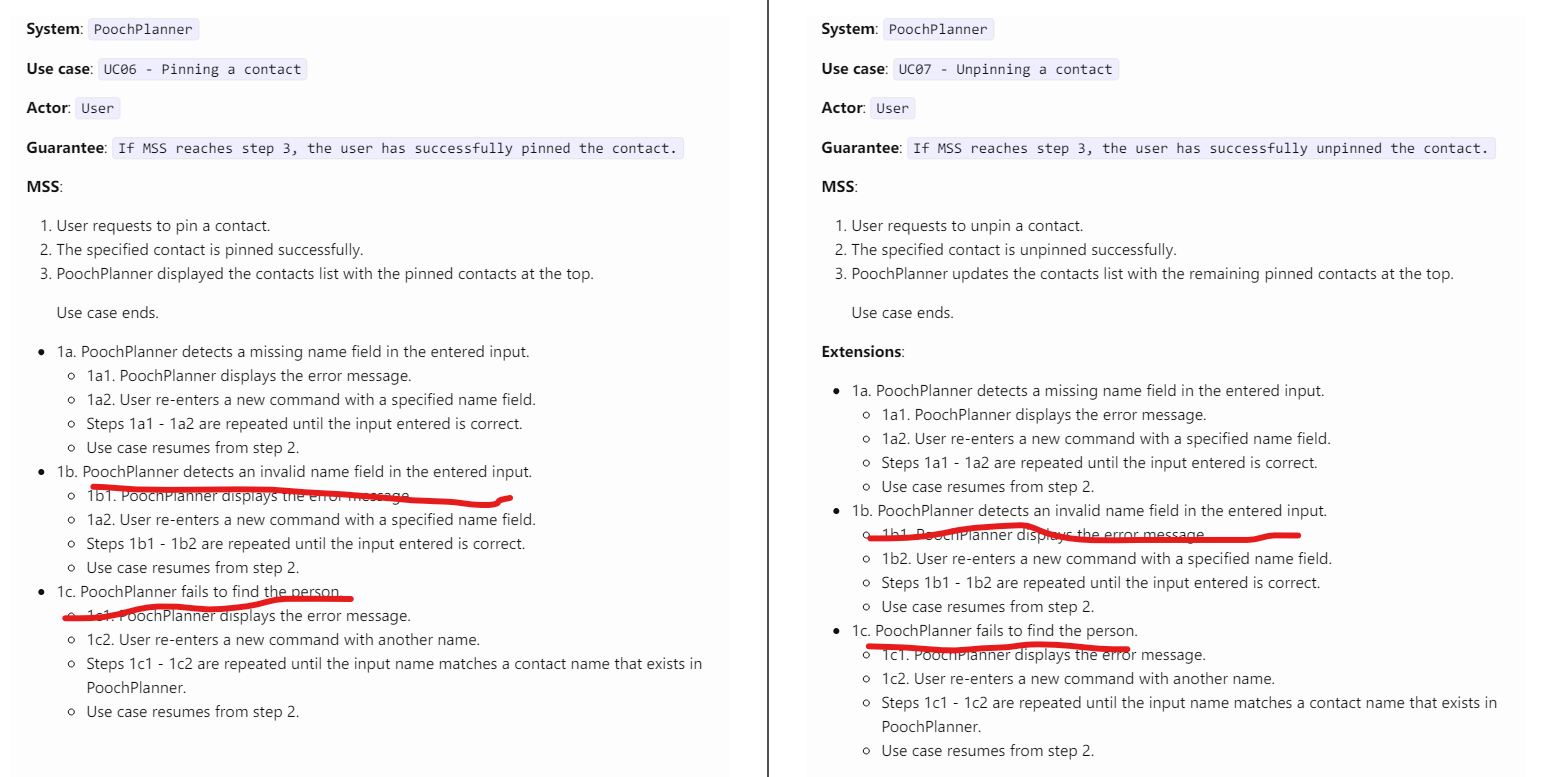 System: PoochPlanner
Use case: UC06 - Pinning a contact
Actor: User
Guarantee: If MSS reaches step 3, the user has successfully pinned the contact.
MSS:
1. User requests to pin a contact.
2. The specified contact is pinned successfully.
3. PoochPlanner displayed the contacts list with the pinned contacts at the top.
Use case ends.
1a. PoochPlanner detects a missing name field in the entered input.
1a1. PoochPlanner displays the error message.
1a2. User re-enters a new command with a specified name field.
Steps 1a1 - 1a2 are repeated until the input entered is correct.
Use case resumes from step 2.
1b. PoochPlanner detects an invalid name field in the entered input.
1b1. PoochPlanner displays the error message.
1a2. User re-enters a new command with a specified name field.
Steps 1b1 - 1b2 are repeated until the input entered is correct.
Use case resumes from step 2.
1c. PoochPlanner fails to find the person.
1c1. PoochPlanner displays the error message.
1c2. User re-enters a new command with another name.
Steps 1c1 - 1c2 are repeated until the input name matches a contact name that exists in
PoochPlanner.
Use case resumes from step 2.
System: PoochPlanner
Use case: UC07 - Unpinning a contact
Actor: User
Guarantee: If MSS reaches step 3, the user has successfully unpinned the contact.
MSS:
1. User requests to unpin a contact.
2. The specified contact is unpinned successfully.
3. PoochPlanner updates the contacts list with the remaining pinned contacts at the top.
Use case ends.
Extensions:
1a. PoochPlanner detects a missing name field in the entered input.
1a1. PoochPlanner displays the error message.
1a2. User re-enters a new command with a specified name field.
Steps 1a1 - 1a2 are repeated until the input entered is correct.
Use case resumes from step 2.
1b. PoochPlanner detects an invalid name field in the entered input.
1b1. PoochPlanner displays the error message.
1b2. User re-enters a new command with a specified name field.
Steps 1b1 - 1b2 are repeated until the input entered is correct.
Use case resumes from step 2.
1c. PoochPlanner fails to find the person.
1c1. PoochPlanner displays the error message.
1c2. User re-enters a new command with another name.
Steps 1c1 - 1c2 are repeated until the input name matches a contact name that exists in
PoochPlanner.
Use case resumes from step 2.